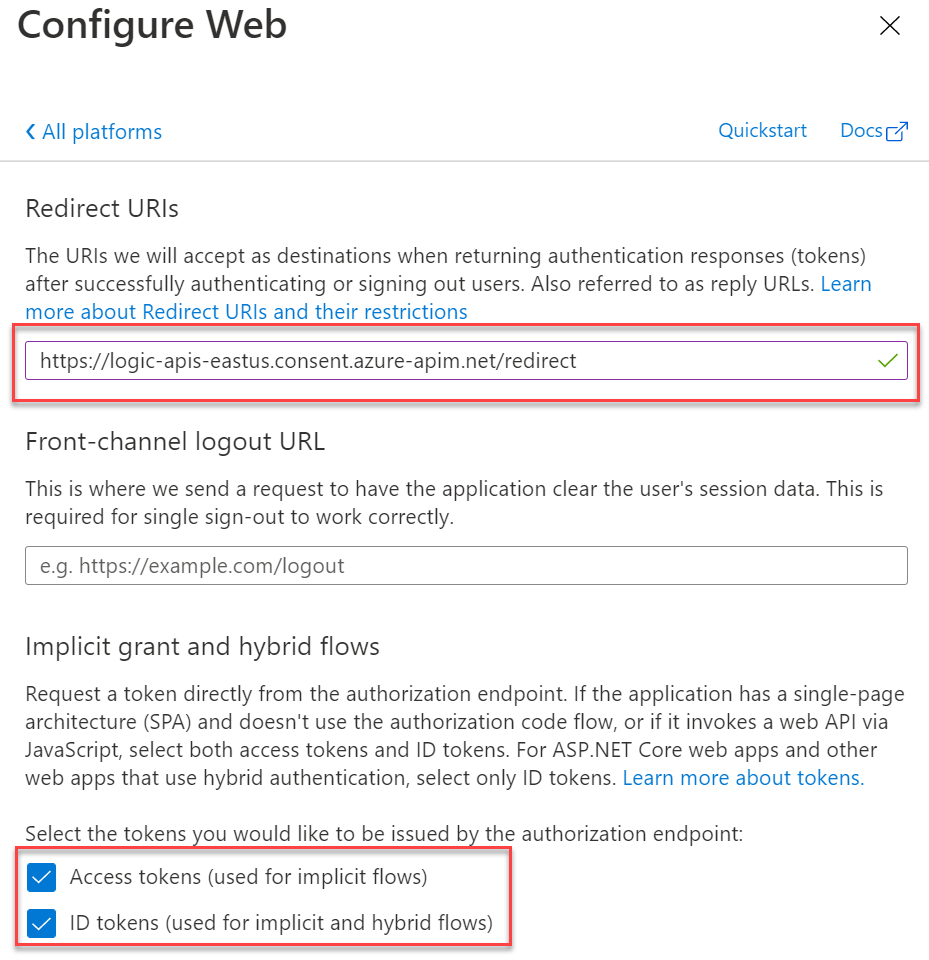 Configure Web
All platforms
Quickstart
Docs
Redirect URIs
The URIs we will accept as destinations when returning authentication responses (tokens)
after successfully authenticating or signing out users. Also referred to as reply URLs. Learn
more about Redirect URIs and their restrictions
https://logic-apis-eastus.consent.azure-apim.net/redirect
Front-channel logout URL
This is where we send a request to have the application clear the user's session data. This is
required for single sign-out to work correctly.
e.g. https://example.com/logout
Implicit grant and hybrid flows
Request a token directly from the authorization endpoint. If the application has a single-page
architecture (SPA) and doesn't use the authorization code flow, or if it invokes a web API via
JavaScript, select both access tokens and ID tokens. For ASP.NET Core web apps and other
web apps that use hybrid authentication, select only ID tokens. Learn more about tokens.
Select the tokens you would like to be issued by the authorization endpoint:
Access tokens (used for implicit flows)
ID tokens (used for implicit and hybrid flows)